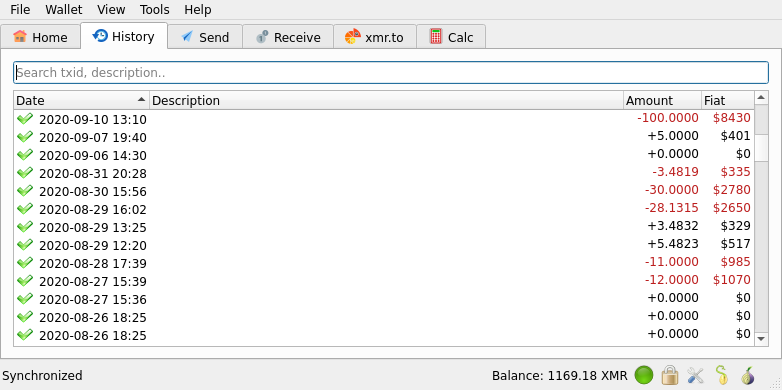 File Wallet View Tools Help
Home History Send Receive xmr.to Calc
Search txid, description..
Date Description Amount Fiat
2020-09-10 13:10 -100.0000 $8430
2020-09-07 19:40 +5.0000 $401
2020-09-06 14:30 +0.0000 $0
2020-08-31 20:28 -3.4819 $335
2020-08-30 15:56 -30.0000 $2780
2020-08-29 16:02 -28.1315 $2650
2020-08-29 13:25 +3.4832 $329
2020-08-29 12:20 +5.4823 $517
2020-08-28 17:39 -11.0000 $985
2020-08-27 15:39 -12.0000 $1070
2020-08-27 15:36 +0.0000 $0
2020-08-26 18:25 +0.0000 $0
2020-08-26 18:25 +0.0000 $0
Synchronized Balance: 1169.18 XMR